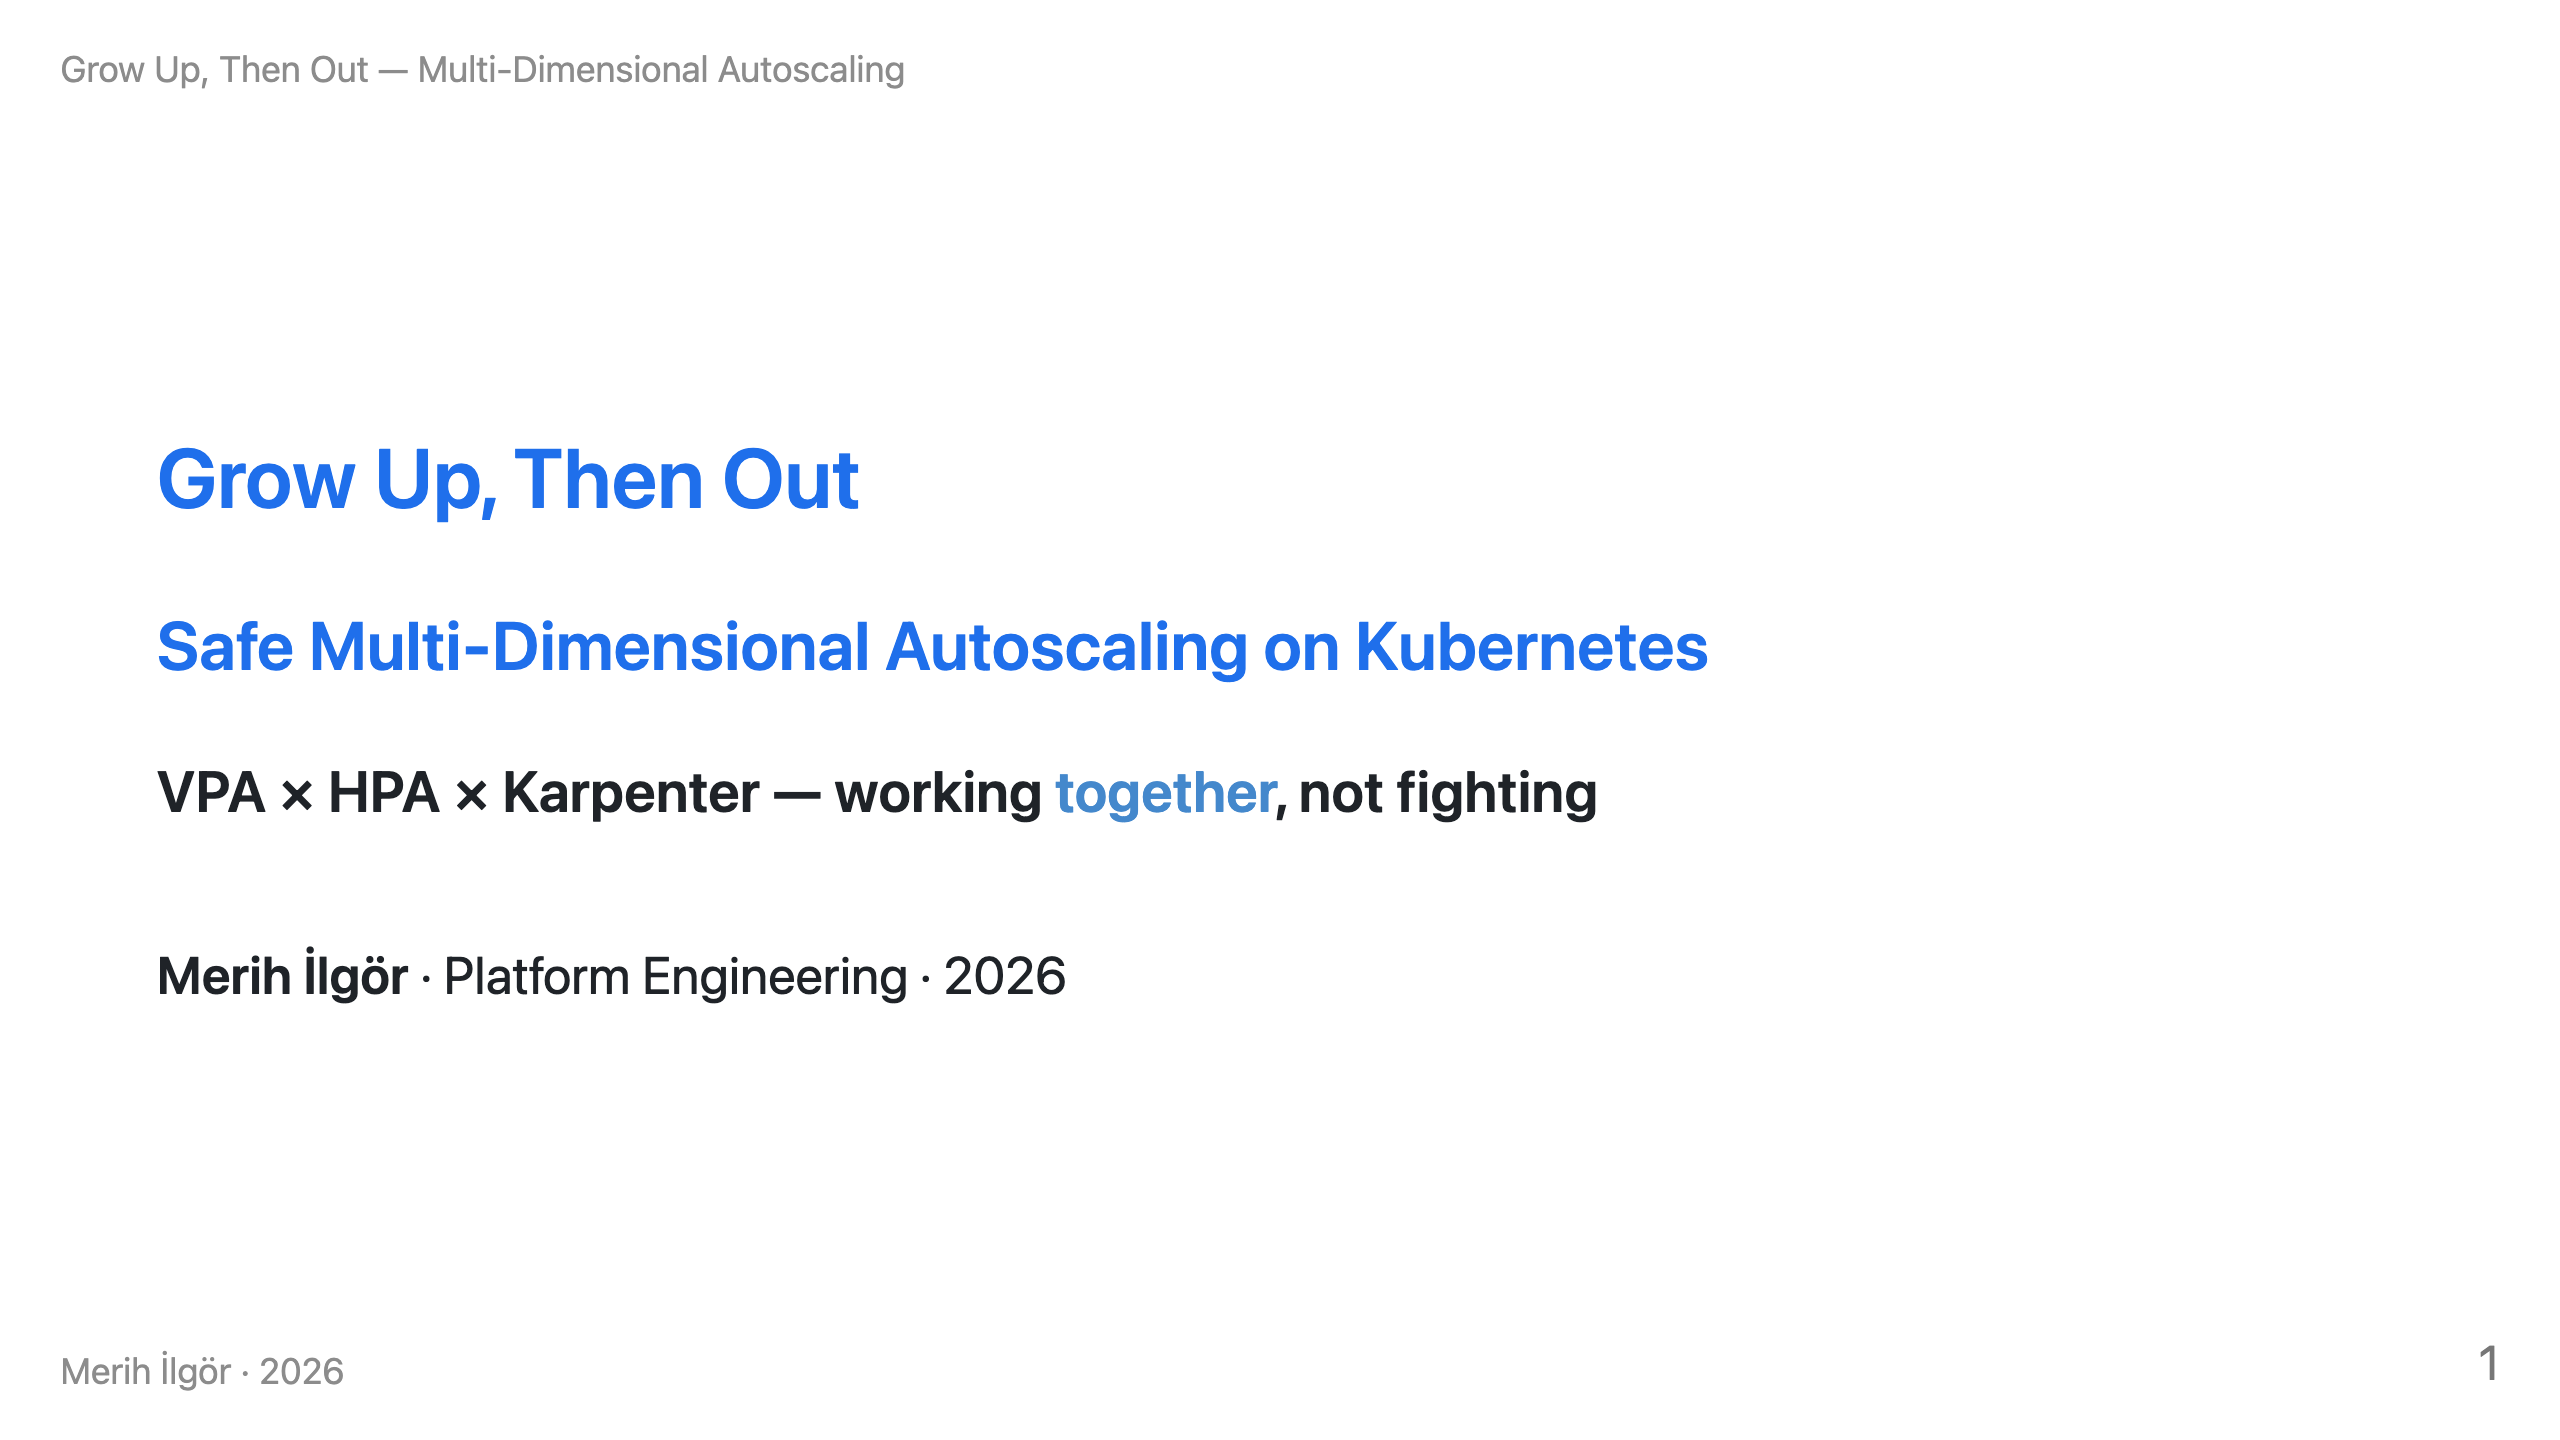 Grow Up, Then Out — Multi-Dimensional Autoscaling
Grow Up, Then Out
Safe Multi-Dimensional Autoscaling on Kubernetes
VPA × HPA × Karpenter — working together, not fighting
Merih İlgör · Platform Engineering · 2026
Merih İlgör · 2026
1